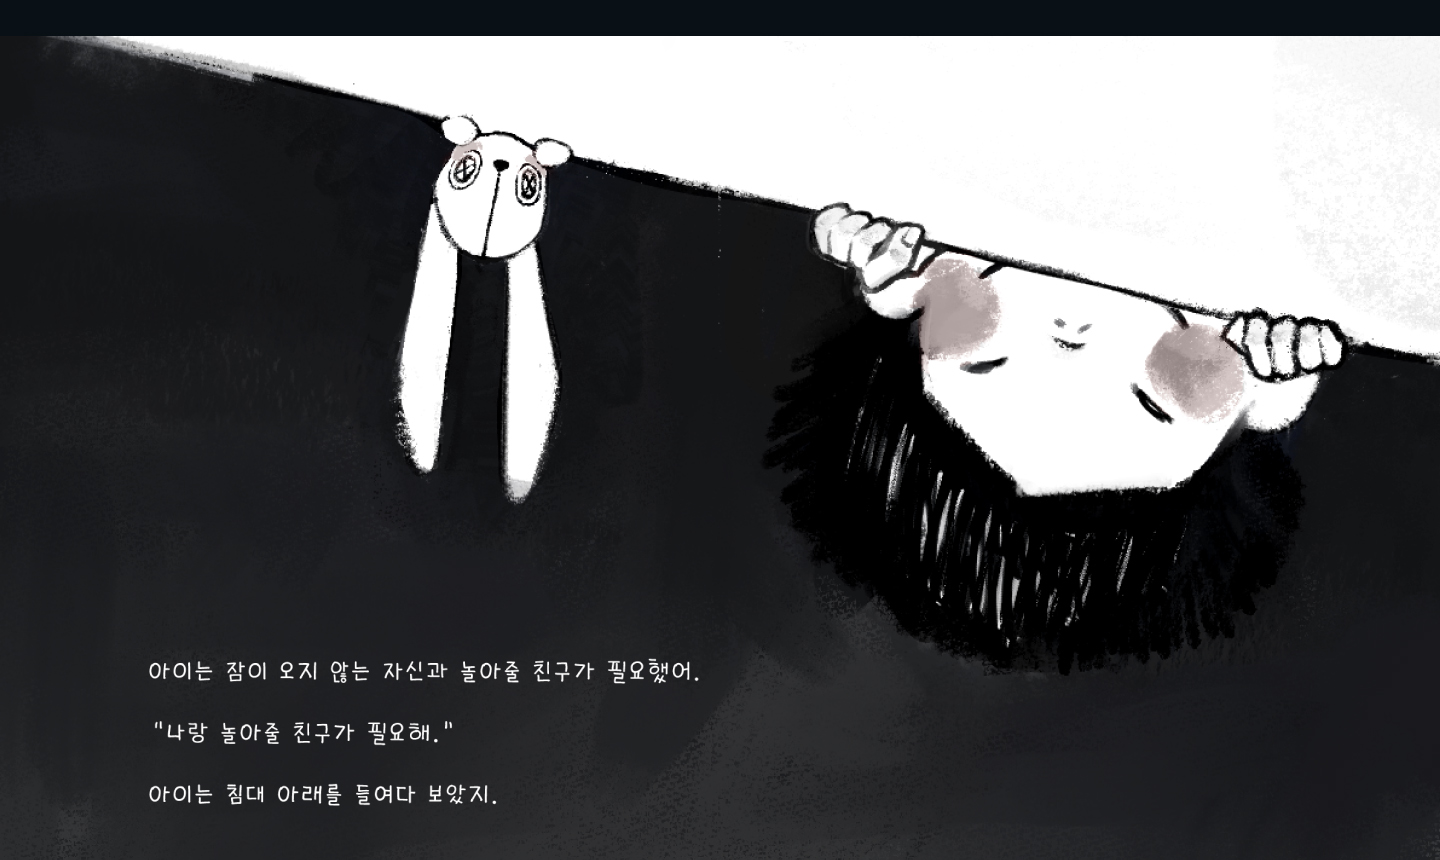 아이는 잠이 오지 않는 자신과 놀아줄 친구가 필요했어.
"나랑 놀아줄 친구가 필요해."
아이는 침대 아래를 들여다 보았지.